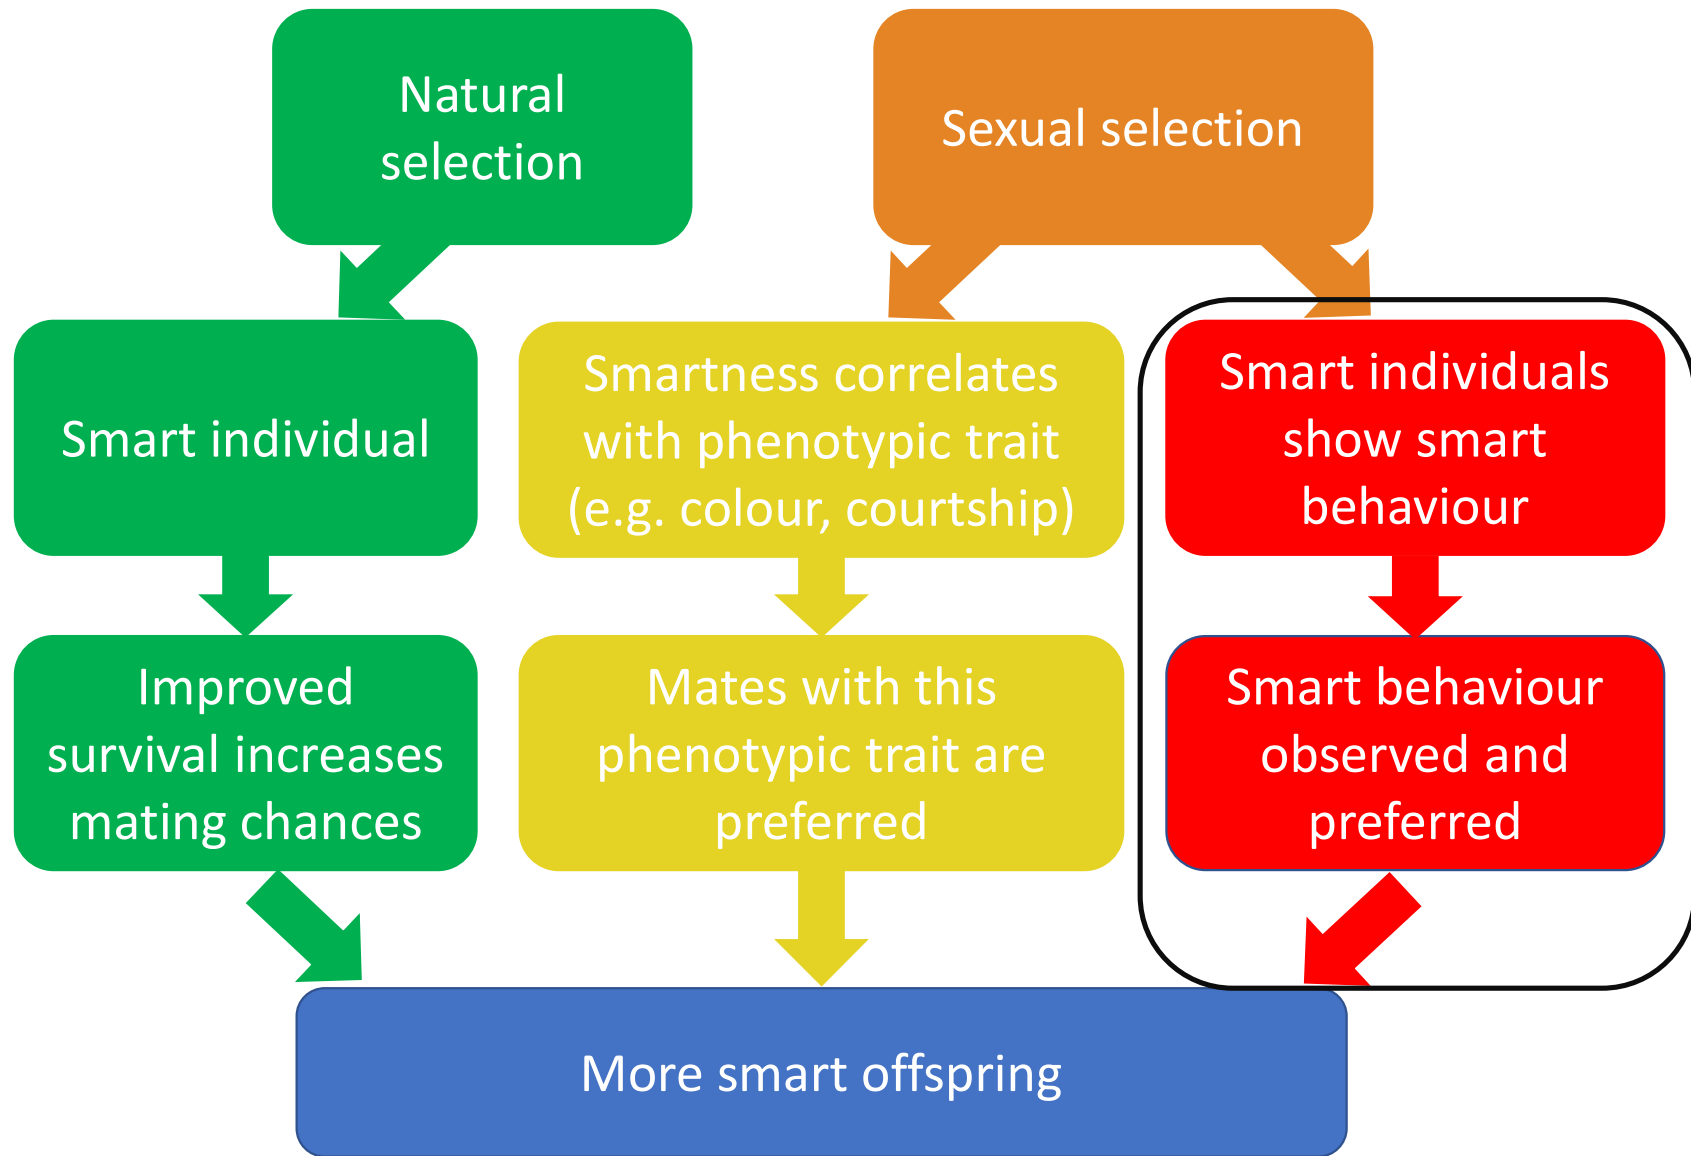 Natural
selection
Sexual selection
Smart individual
Smartness correlates
with phenotypic trait
(e.g. colour, courtship)
Smart individuals
show smart
behaviour
Improved
survival increases
mating chances
Mates with this
phenotypic trait are
preferred
Smart behaviour
observed and
preferred
More smart offspring